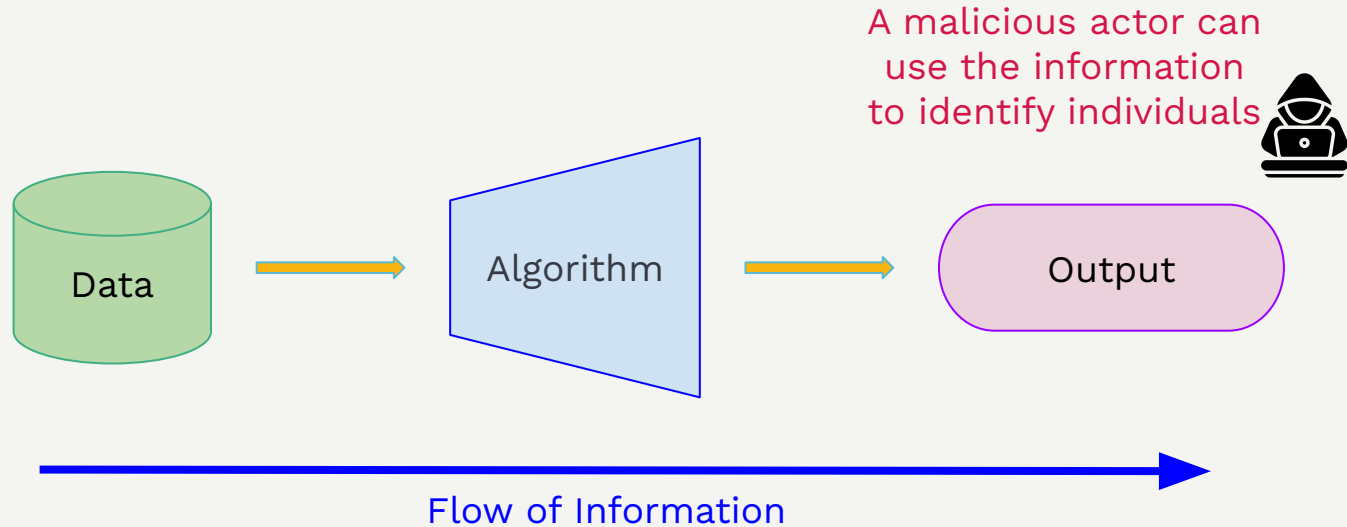 A malicious actor can
use the information
to identify individuals
Data
Algorithm
Output
Flow of Information